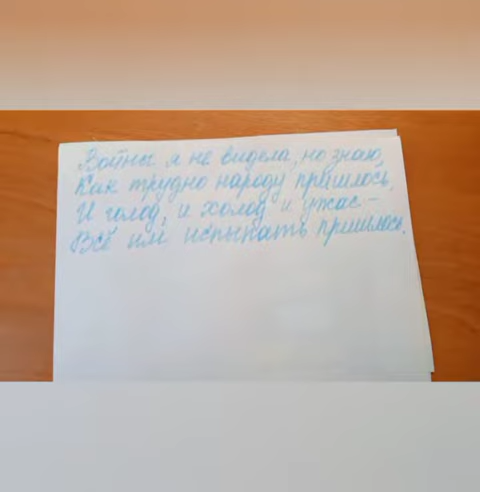 Войны я не видела, но знаю,
Как трудно народу пришлось,
И голод, и холод и ужас –
Всё им испытать пришлось.